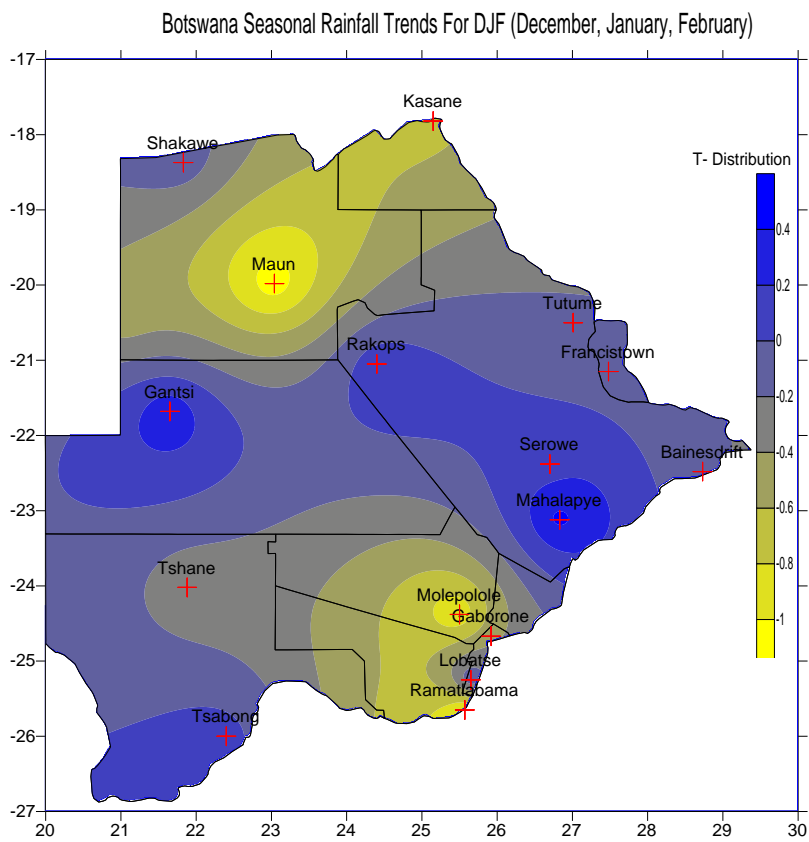 Botswana Seasonal Rainfall Trends For DJF (December, January, February)
-17
Kasane
-18
Shakawe
T- Distribution
-19
0.4
Maun
-20
0.2
Tutume
0
Rakops
Francistown
-21
-0.2
Gantsi
-22
-0.4
Serowe
Bainesdrift
Mahalapye
-23
-0.6
Tshane
-24
-0.8
Molepolole
Gaborone
-1
-25
Lobatse
Ramatlabama
-26
Tsabong
-27
20 21 22 23 24 25 26 27 28 29 30